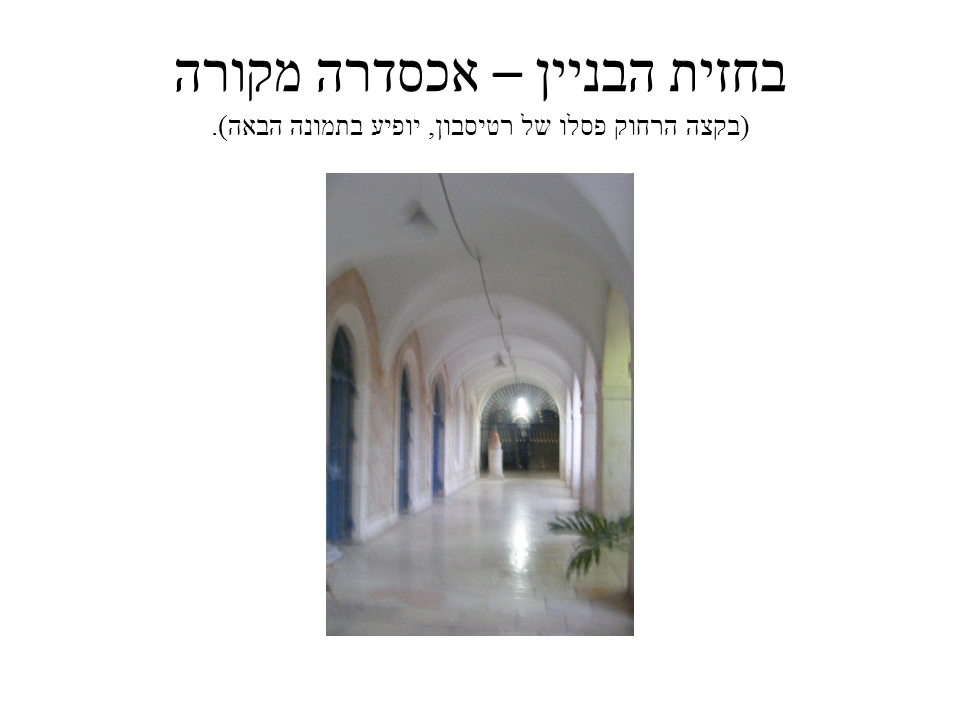 בחזית הבניין – אכסדרה מקורה
(בקצה הרחוק פסלו של רטיסבון, יופיע בתמונה הבאה).